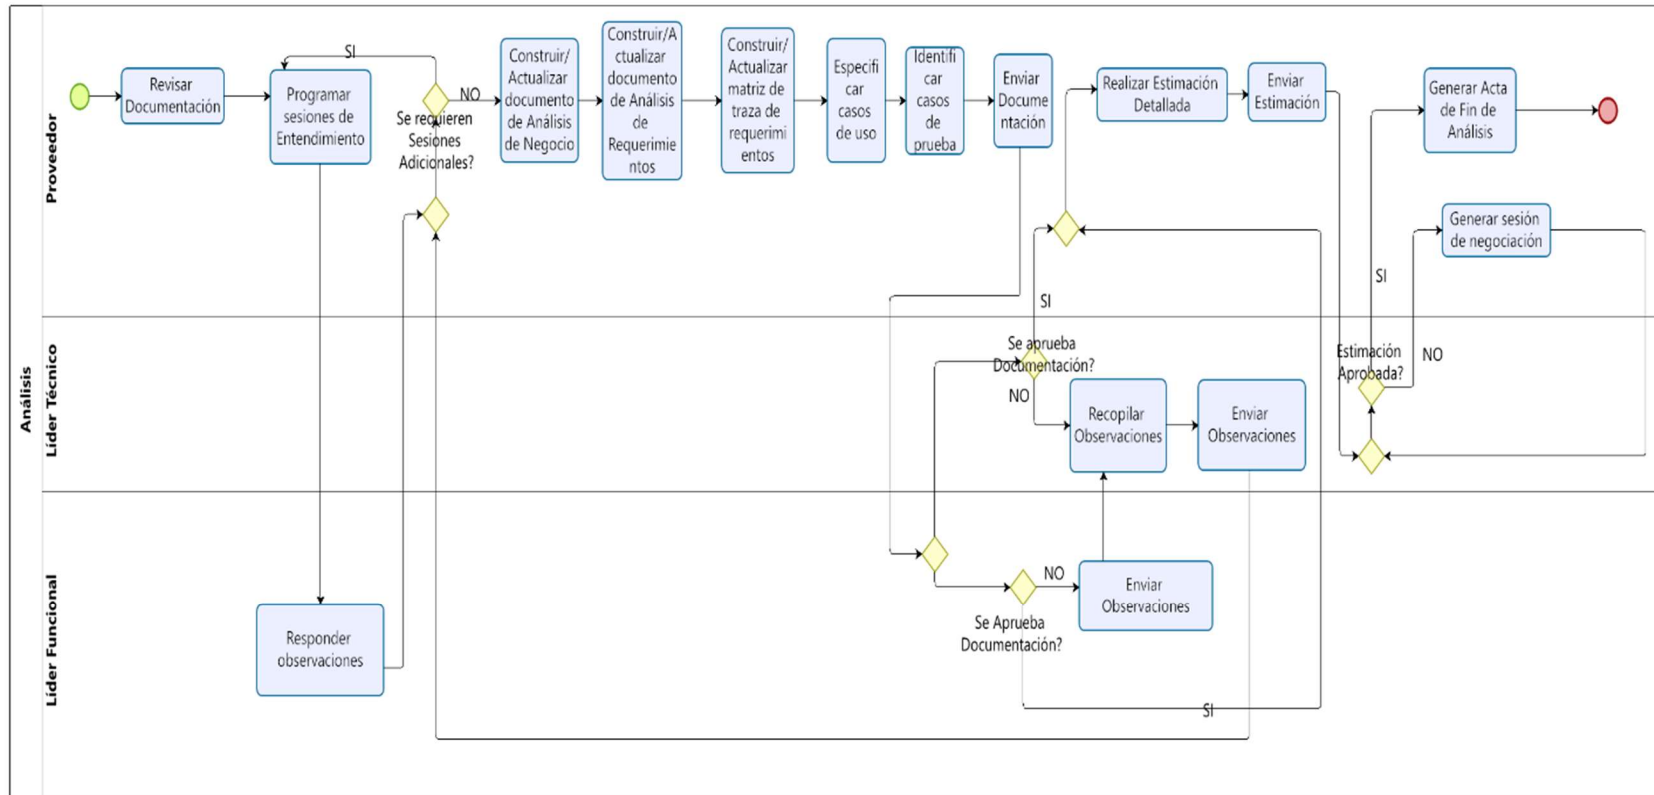 Análisis
Proveedor
Revisar
Documentación
Programar
sesiones de
Entendimiento
SI
NO
Se requieren
Sesiones
Adicionales?
Construir/
Actualizar
documento
de Análisis
de Negocio
Construir/A
ctualizar
documento
de Análisis
de
Requerimie
ntos
Construir/
Actualizar
matriz de
traza de
requerimi
entos
Especifi
car
casos
de uso
Identifi
car
casos
de
prueba
Enviar
Docume
ntación
Realizar Estimación
Detallada
Enviar
Estimación
Generar Acta
de Fin de
Análisis
Generar sesión
de negociación
SI
SI
Líder Técnico
Se aprueba
Documentación?
NO
Recopilar
Observaciones
Enviar
Observaciones
Estimación
Aprobada?
NO
Líder Funcional
Responder
observaciones
Se Aprueba
Documentación?
NO
Enviar
Observaciones
SI